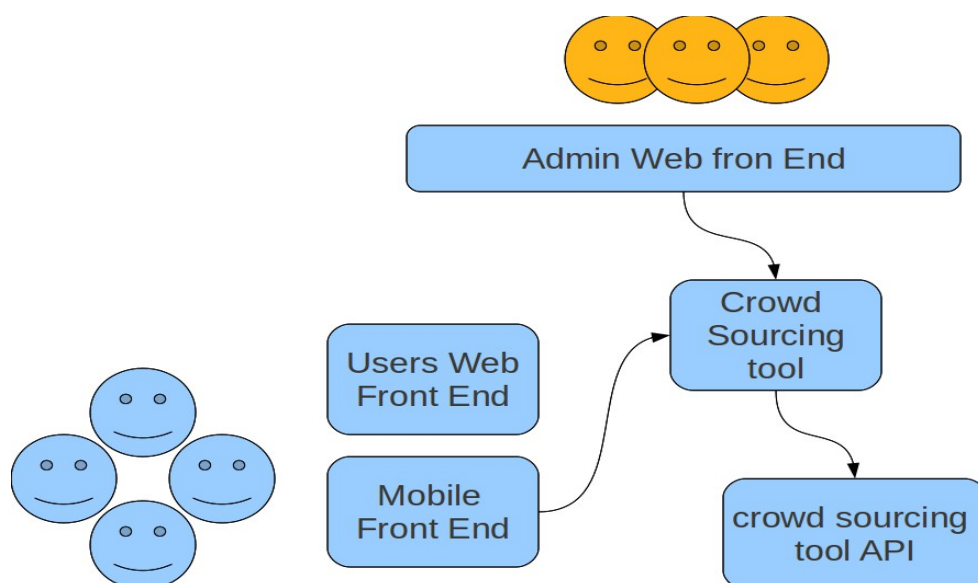 Admin Web fron End
Crowd
Sourcing
tool
Users Web
Front End
Mobile
Front End
crowd sourcing
tool API